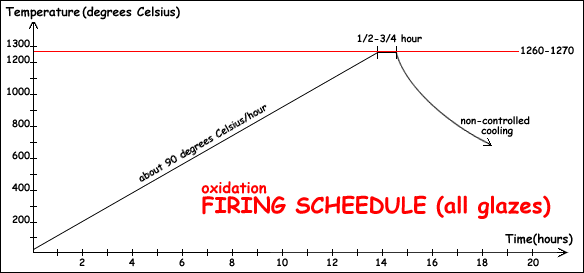 Temperature (degrees Celsius)
1/2-3/4 hour
1300
1260-1270
1200
1000
non-controlled
cooling
800
about 90 degrees Celsius/hour
600
400
oxidation
FIRING SCHEEDULE (all glazes)
200
Time(hours)
2 4 6 8 10 12 14 16 18 20